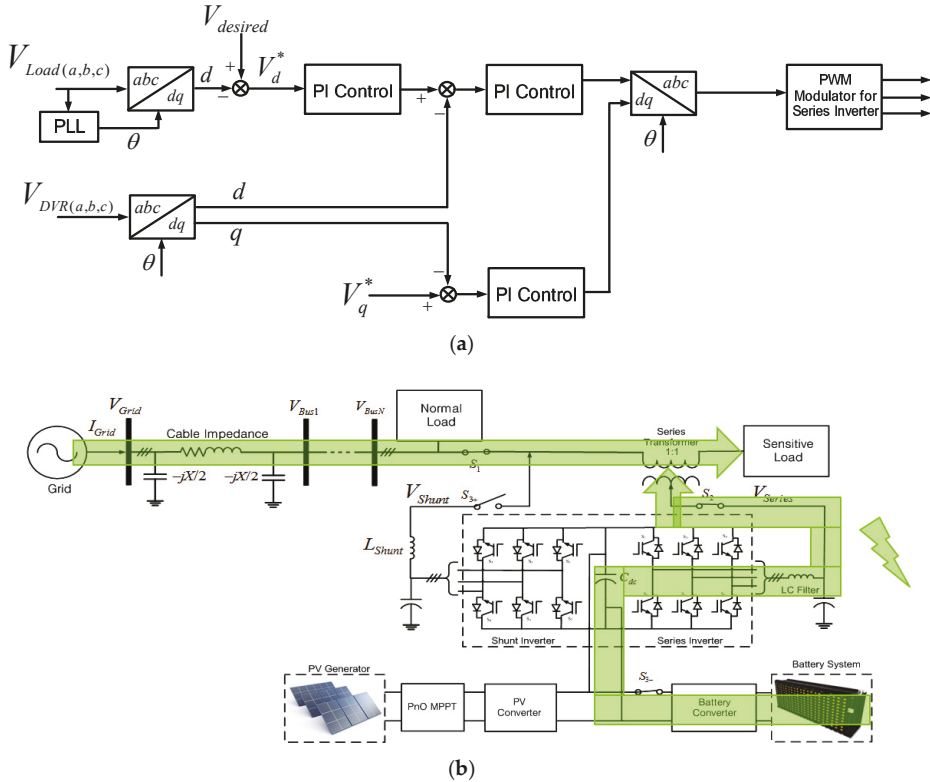 V_desired
V_Load(a,b,c)
abc
dq
d
+
−
V_d^*
PI Control
+
−
PI Control
dq
abc
θ
PWM
Modulator for
Series Inverter
PLL
θ
V_DVR(a,b,c)
abc
dq
d
q
θ
V_q^*
−
+
PI Control
(a)
V_Grid
I_Grid
Grid
Cable Impedance
−jX/2
−jX/2
V_Bus1
V_BusN
Normal
Load
S_1
Series
Transformer
1:1
Sensitive
Load
V_Shunt
S_3+
S_2
V_Series
L_Shunt
C_dc
LC Filter
Shunt Inverter
Series Inverter
PV Generator
PnO MPPT
PV
Converter
S_3−
Battery
Converter
Battery System
(b)